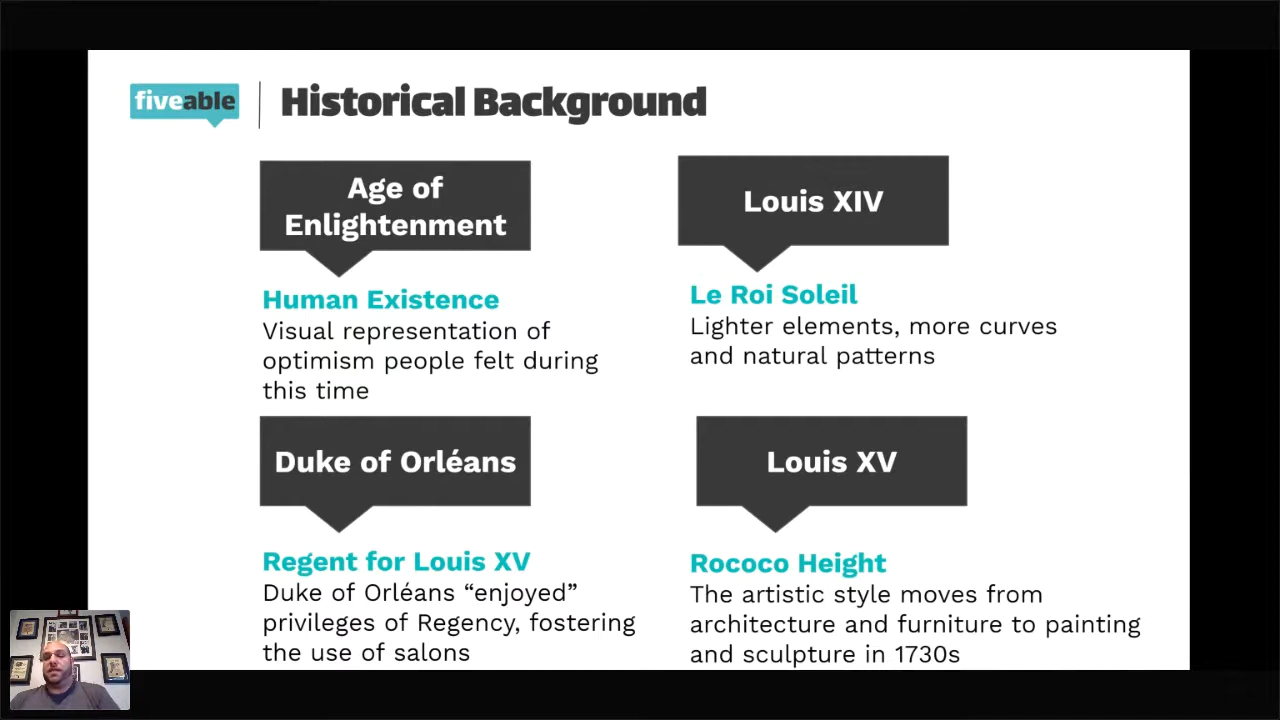 fiveable
Historical Background
Age of
Enlightenment
Human Existence
Visual representation of
optimism people felt during
this time
Louis XIV
Le Roi Soleil
Lighter elements, more curves
and natural patterns
Duke of Orléans
Regent for Louis XV
Duke of Orléans “enjoyed”
privileges of Regency, fostering
the use of salons
Louis XV
Rococo Height
The artistic style moves from
architecture and furniture to painting
and sculpture in 1730s